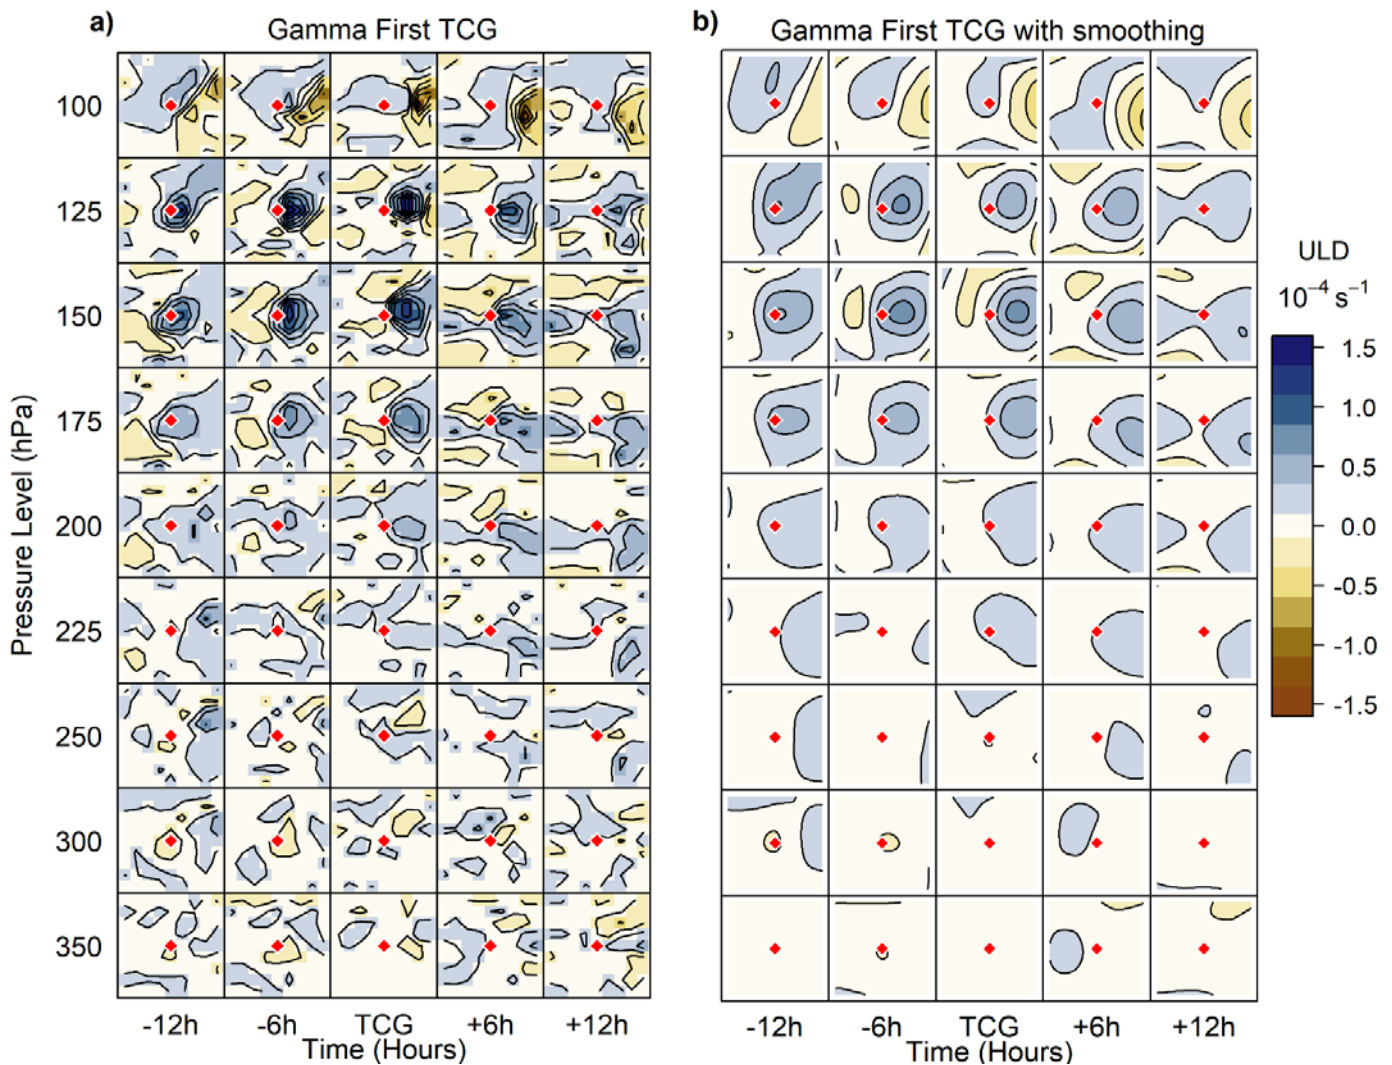 a)
Gamma First TCG
b)
Gamma First TCG with smoothing
Pressure Level (hPa)
100
125
150
175
200
225
250
300
350
-12h
-6h
TCG
+6h
+12h
Time (Hours)
-12h
-6h
TCG
+6h
+12h
Time (Hours)
ULD
10⁻⁴ s⁻¹
1.5
1.0
0.5
0.0
-0.5
-1.0
-1.5